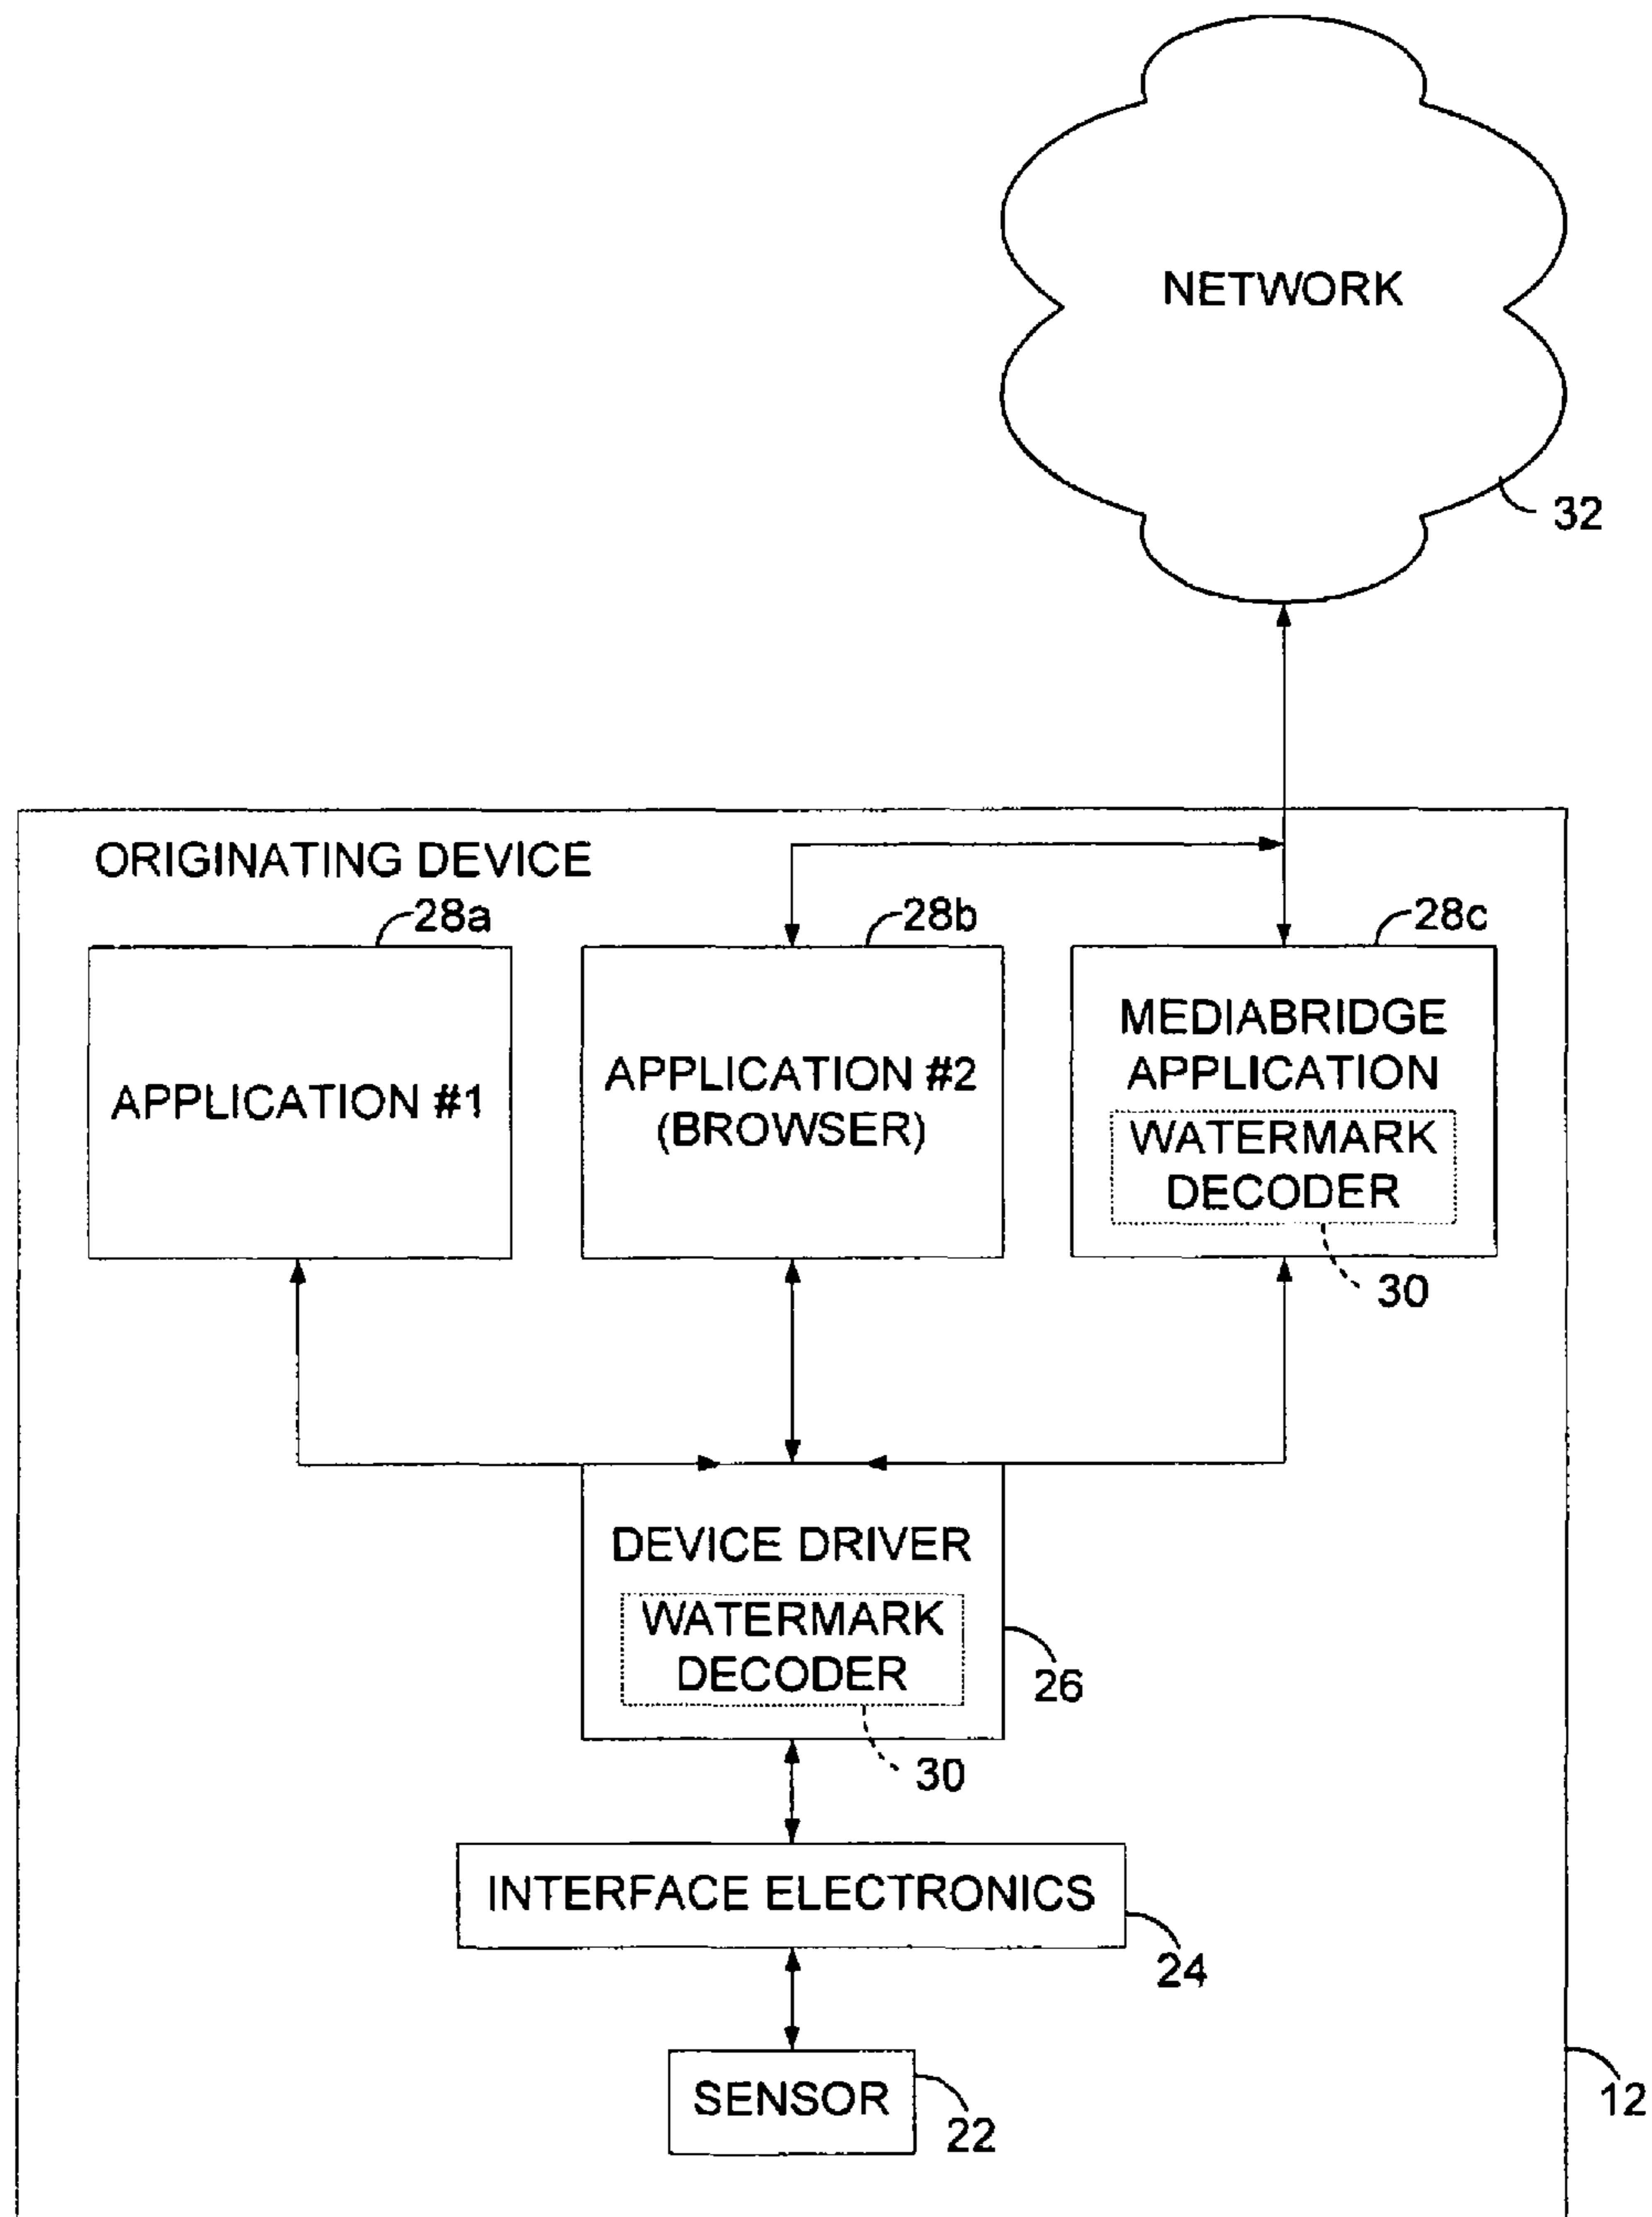 NETWORK
32
ORIGINATING DEVICE
28a
28b
28c
APPLICATION #1
APPLICATION #2
(BROWSER)
MEDIABRIDGE
APPLICATION
WATERMARK
DECODER
30
DEVICE DRIVER
WATERMARK
DECODER
26
30
INTERFACE ELECTRONICS
24
SENSOR
22
12